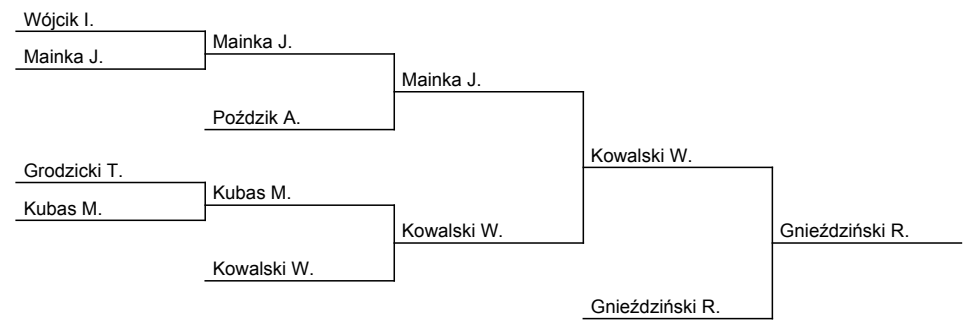 Wójcik I.
Mainka J.
Mainka J.
Mainka J.
Poździk A.
Kowalski W.
Grodzicki T.
Kubas M.
Kubas M.
Kowalski W.
Gnieździński R.
Kowalski W.
Gnieździński R.